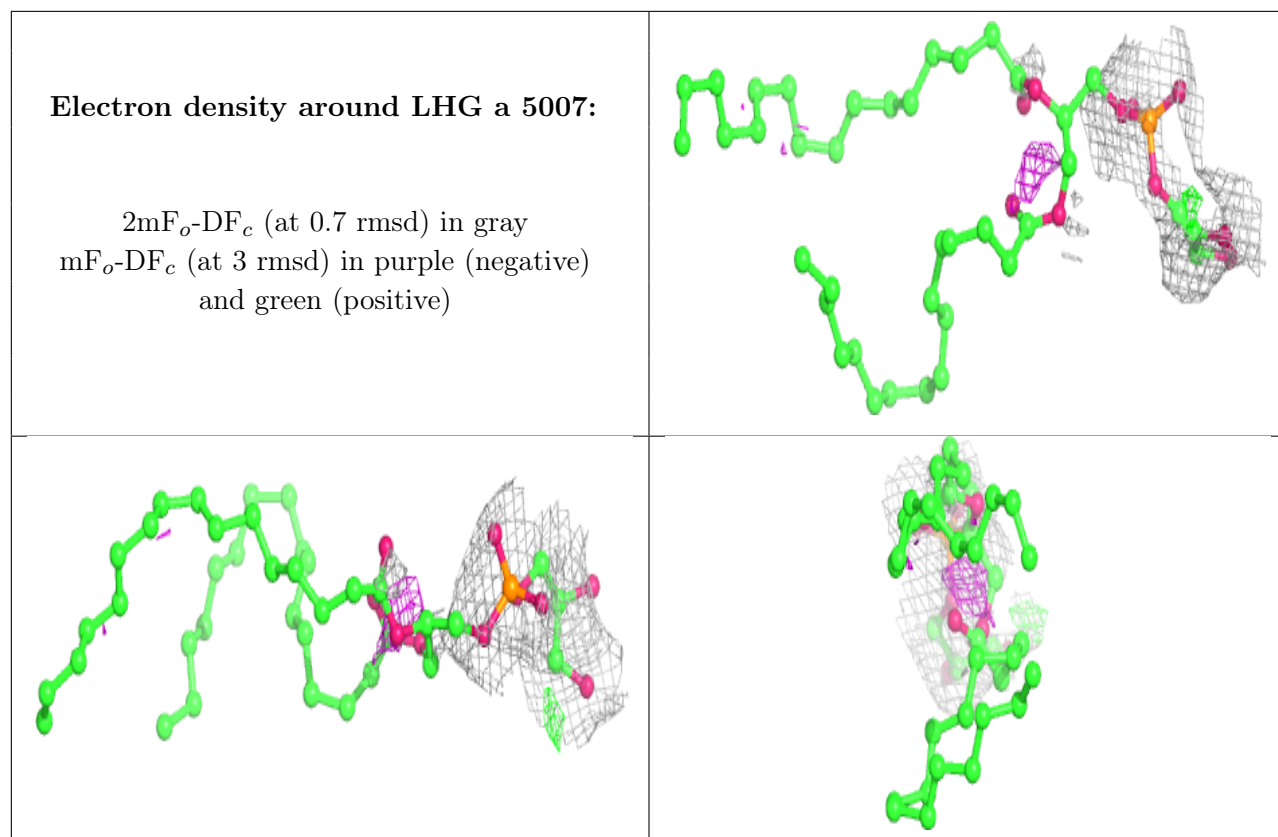 Electron density around LHG a 5007:
2mFₒ-DF𝒸 (at 0.7 rmsd) in gray
mFₒ-DF𝒸 (at 3 rmsd) in purple (negative)
and green (positive)